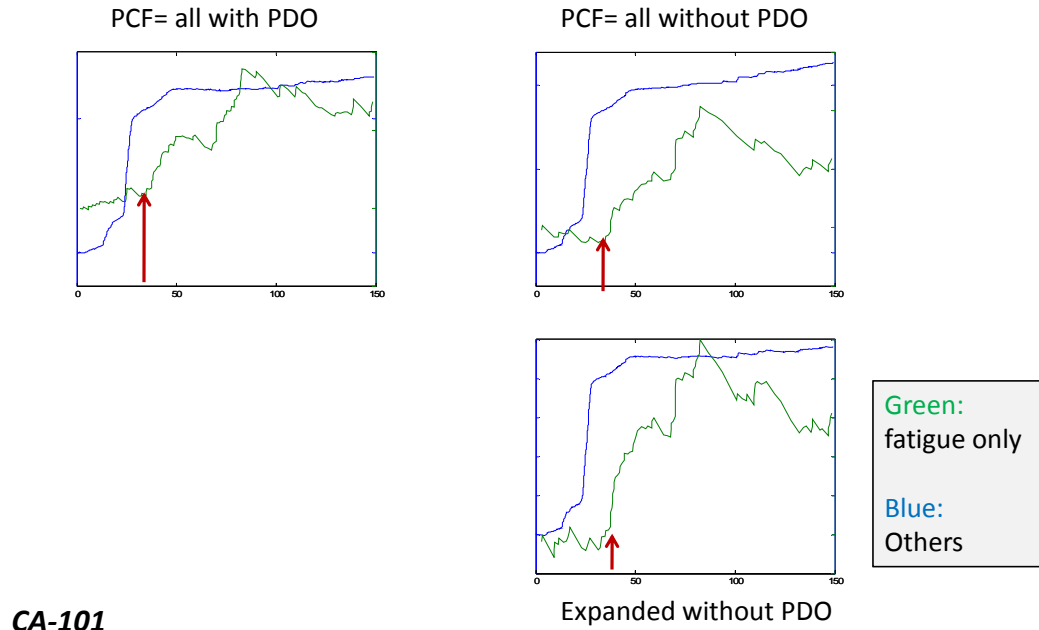 PCF= all with PDO
PCF= all without PDO
0 50 100 150
0 50 100 150
Green:
fatigue only
Blue:
Others
0 50 100 150
Expanded without PDO
CA-101